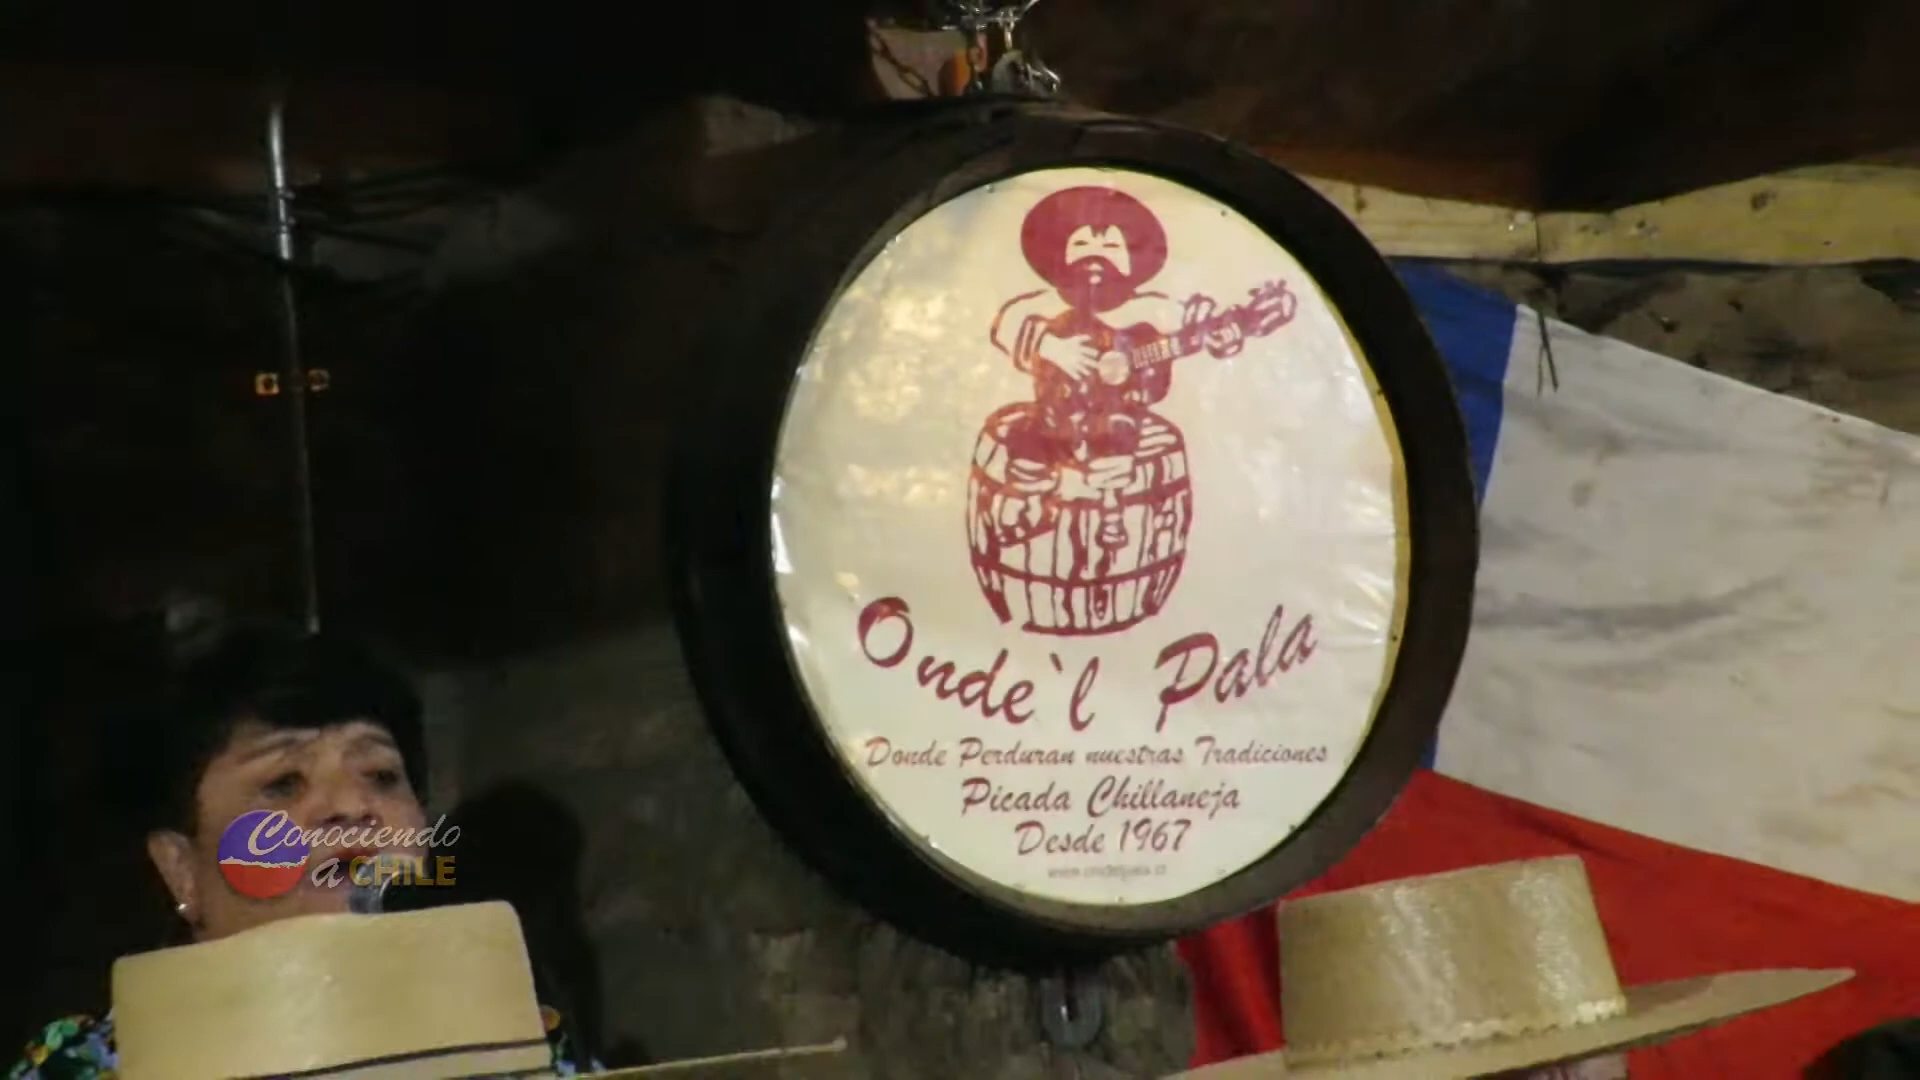 Onde`l Pala
Donde Perduran nuestras Tradiciones
Picada Chillaneja
Desde 1967
Conociendo
a CHILE